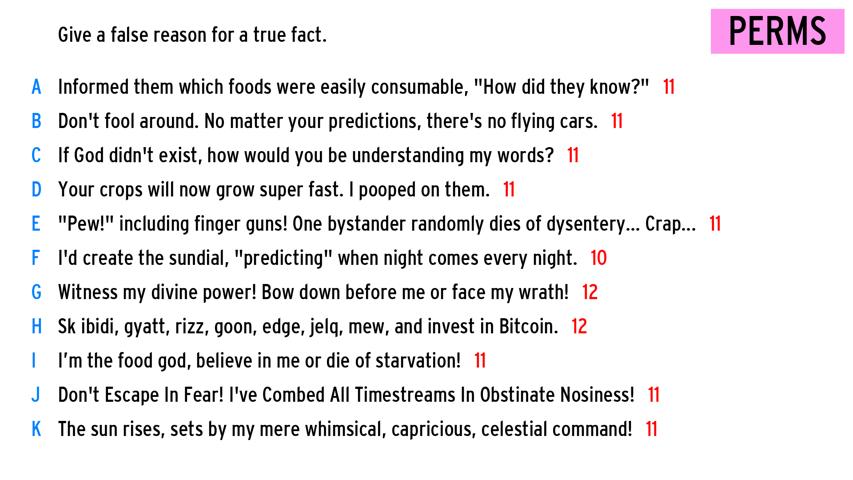 Give a false reason for a true fact.
PERMS
A Informed them which foods were easily consumable, "How did they know?" 11
B Don't fool around. No matter your predictions, there's no flying cars. 11
C If God didn't exist, how would you be understanding my words? 11
D Your crops will now grow super fast. I pooped on them. 11
E "Pew!" including finger guns! One bystander randomly dies of dysentery... Crap... 11
F I'd create the sundial, "predicting" when night comes every night. 10
G Witness my divine power! Bow down before me or face my wrath! 12
H Sk ibidi, gyatt, rizz, goon, edge, jelq, mew, and invest in Bitcoin. 12
I I’m the food god, believe in me or die of starvation! 11
J Don't Escape In Fear! I've Combed All Timestreams In Obstinate Nosiness! 11
K The sun rises, sets by my mere whimsical, capricious, celestial command! 11